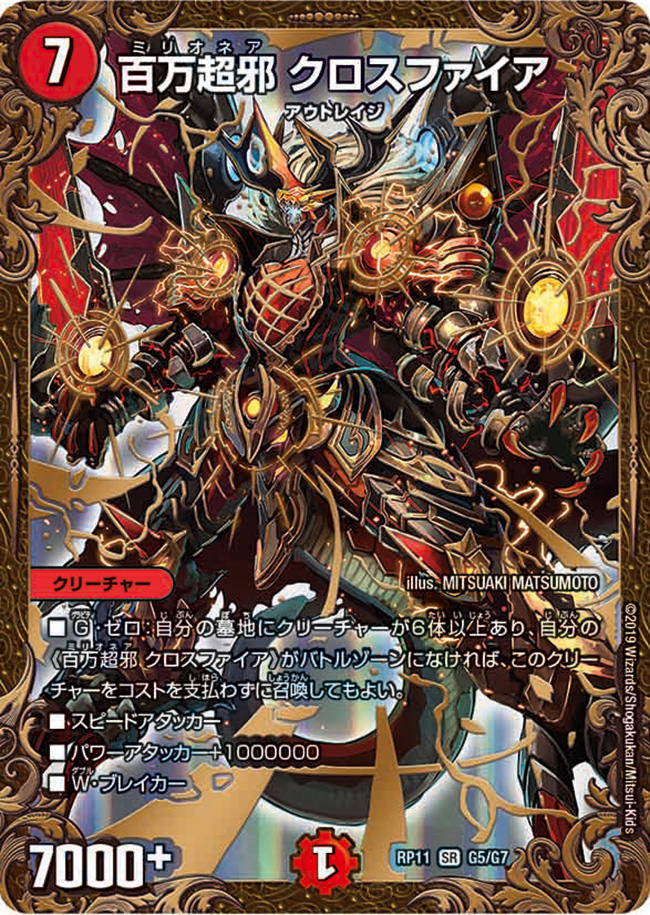 7
ミリオネア
百万超邪 クロスファイア
アウトレイジ
クリーチャー
illus. MITSUAKI MATSUMOTO
■G・ゼロ：自分の墓地にクリーチャーが6体以上あり、自分の
《百万超邪 クロスファイア》がバトルゾーンになければ、このクリー
チャーをコストを支払わずに召喚してもよい。
■スピードアタッカー
■パワーアタッカー+1000000
■W・ブレイカー
7000+
1
RP11 SR G5/G7
©2019 Wizards/Shogakukan/Mitsui-Kids